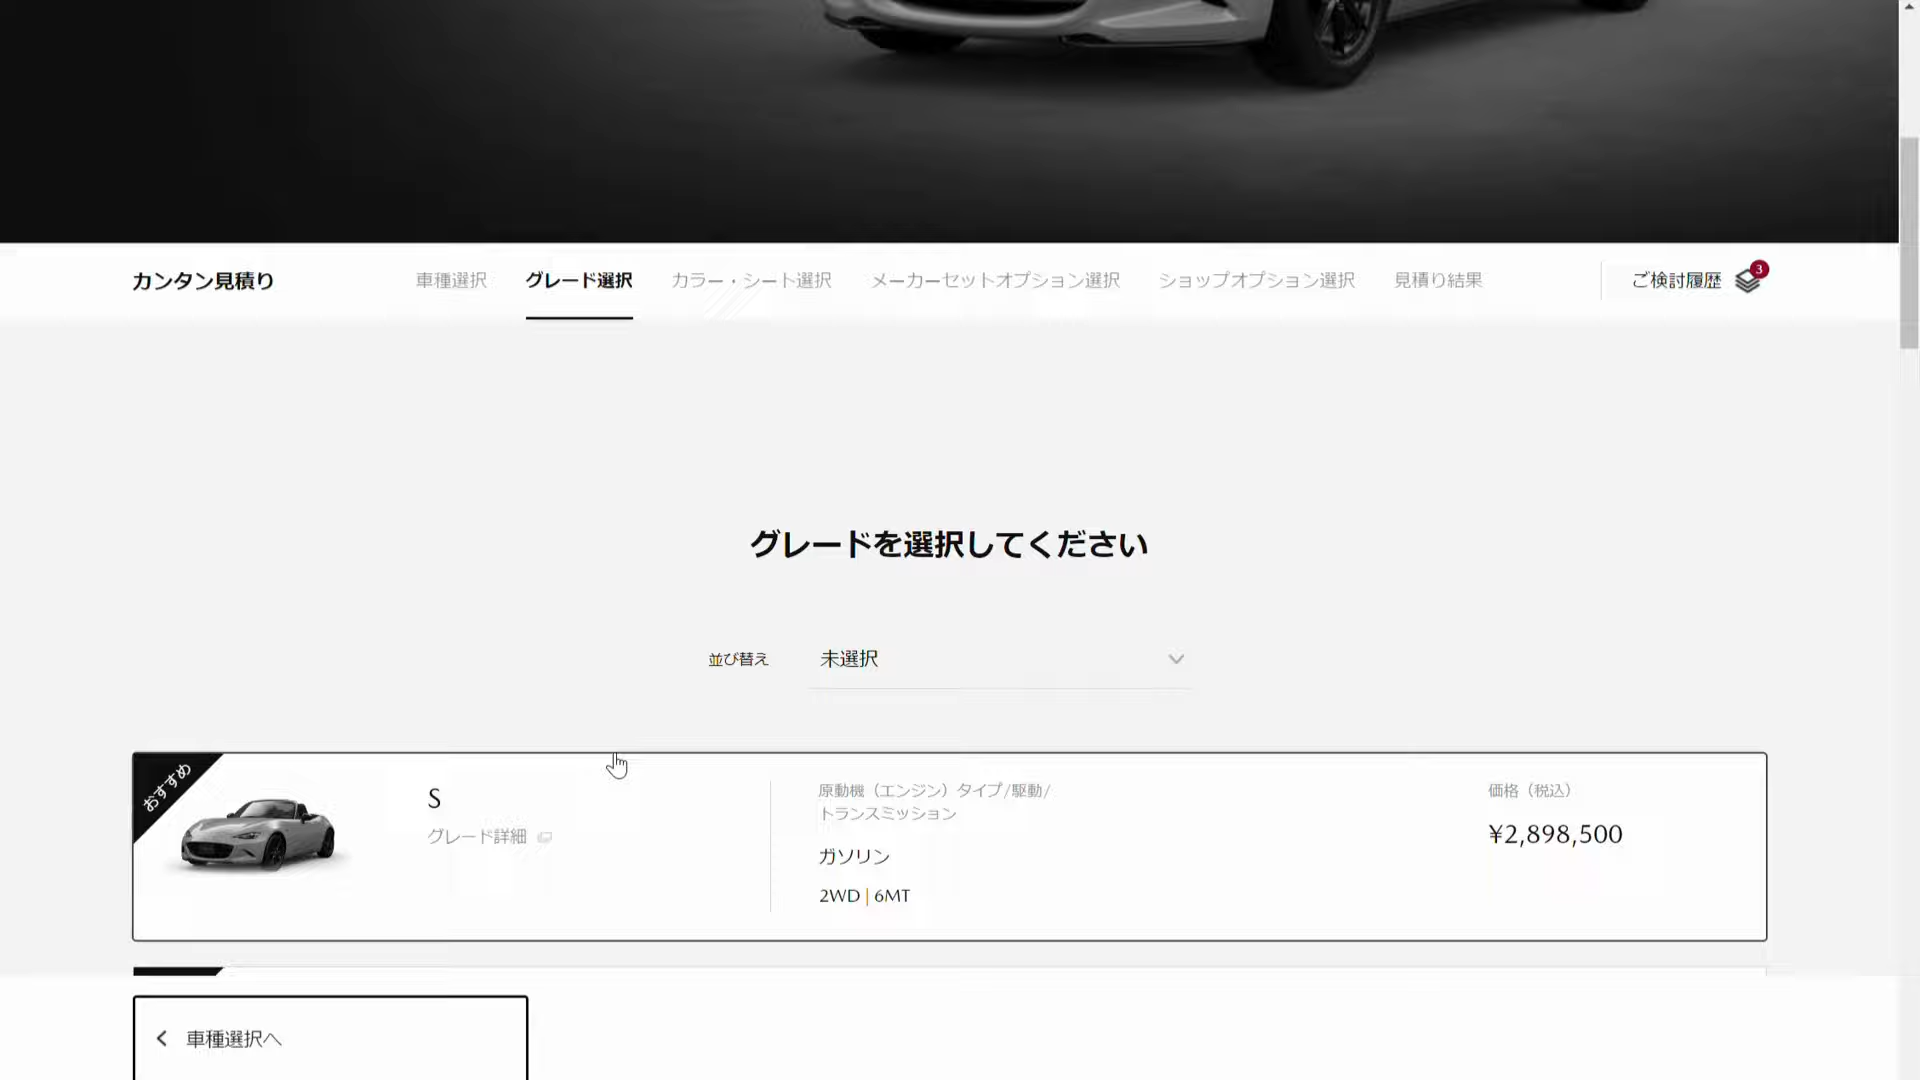 カンタン見積り
車種選択
グレード選択
カラー・シート選択
メーカーセットオプション選択
ショップオプション選択
見積り結果
ご検討履歴
3
グレードを選択してください
並び替え
未選択
おすすめ
S
グレード詳細
原動機（エンジン）タイプ/駆動/
トランスミッション
ガソリン
2WD | 6MT
価格（税込）
¥2,898,500
車種選択へ